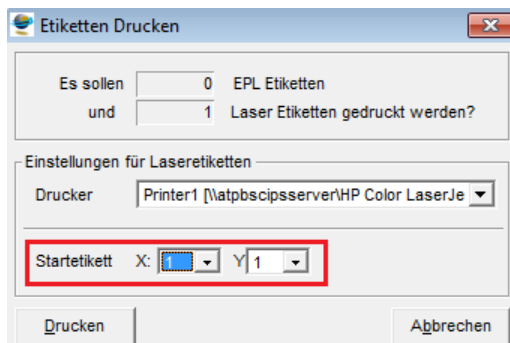 Etiketten Drucken
Es sollen 0 EPL Etiketten
und 1 Laser Etiketten gedruckt werden?
Einstellungen für Laseretiketten
Drucker Printer1 [\\atpbscipsserver\HP Color LaserJe
Startetikett X: 1 Y 1
Drucken Abbrechen